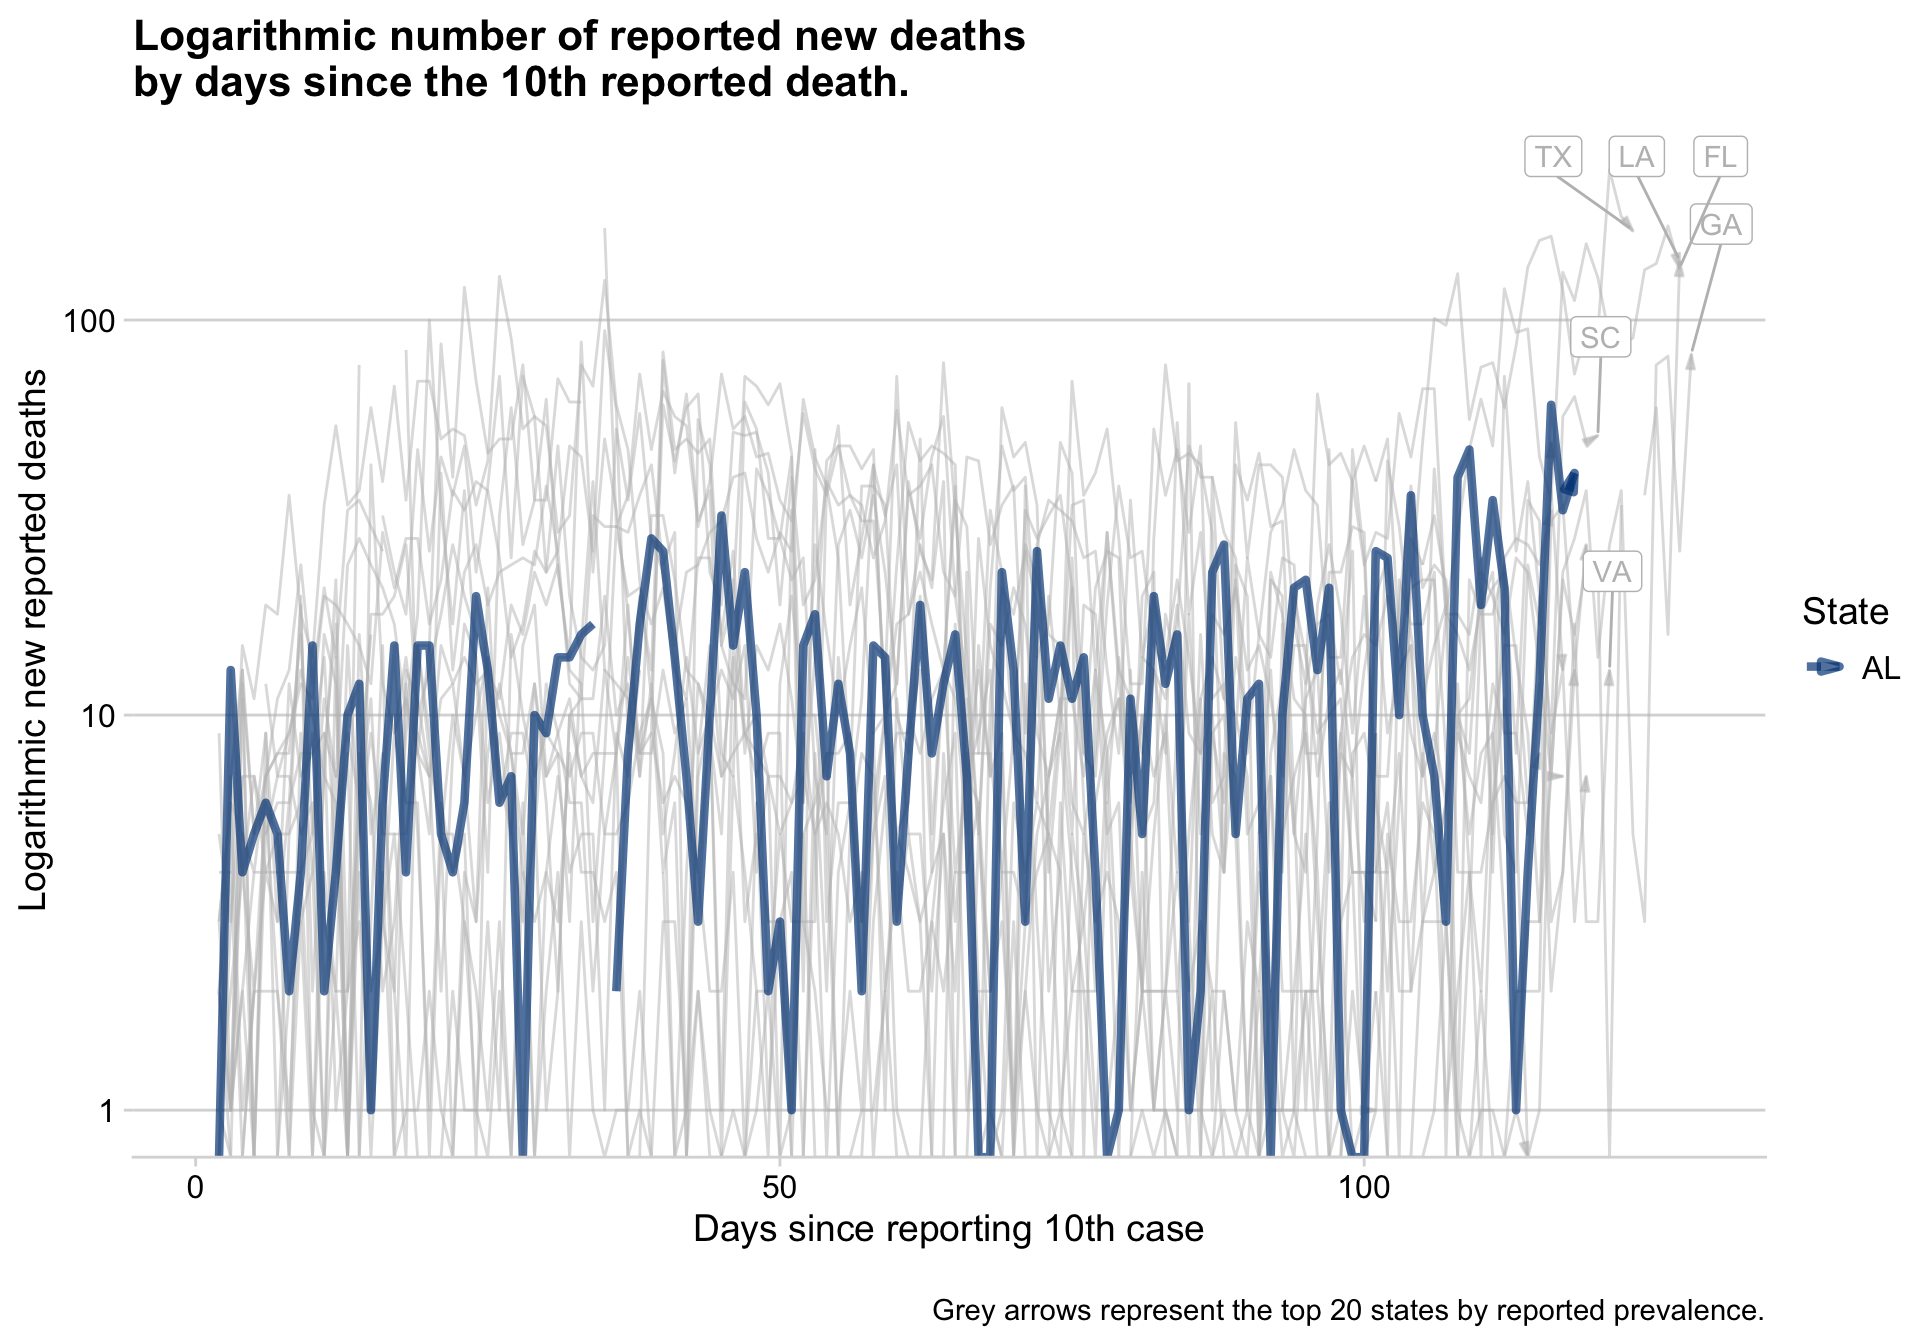 Logarithmic number of reported new deaths
by days since the 10th reported death.
TX
LA
FL
GA
SC
VA
100
10
1
Logarithmic new reported deaths
0
50
100
Days since reporting 10th case
State
AL
Grey arrows represent the top 20 states by reported prevalence.